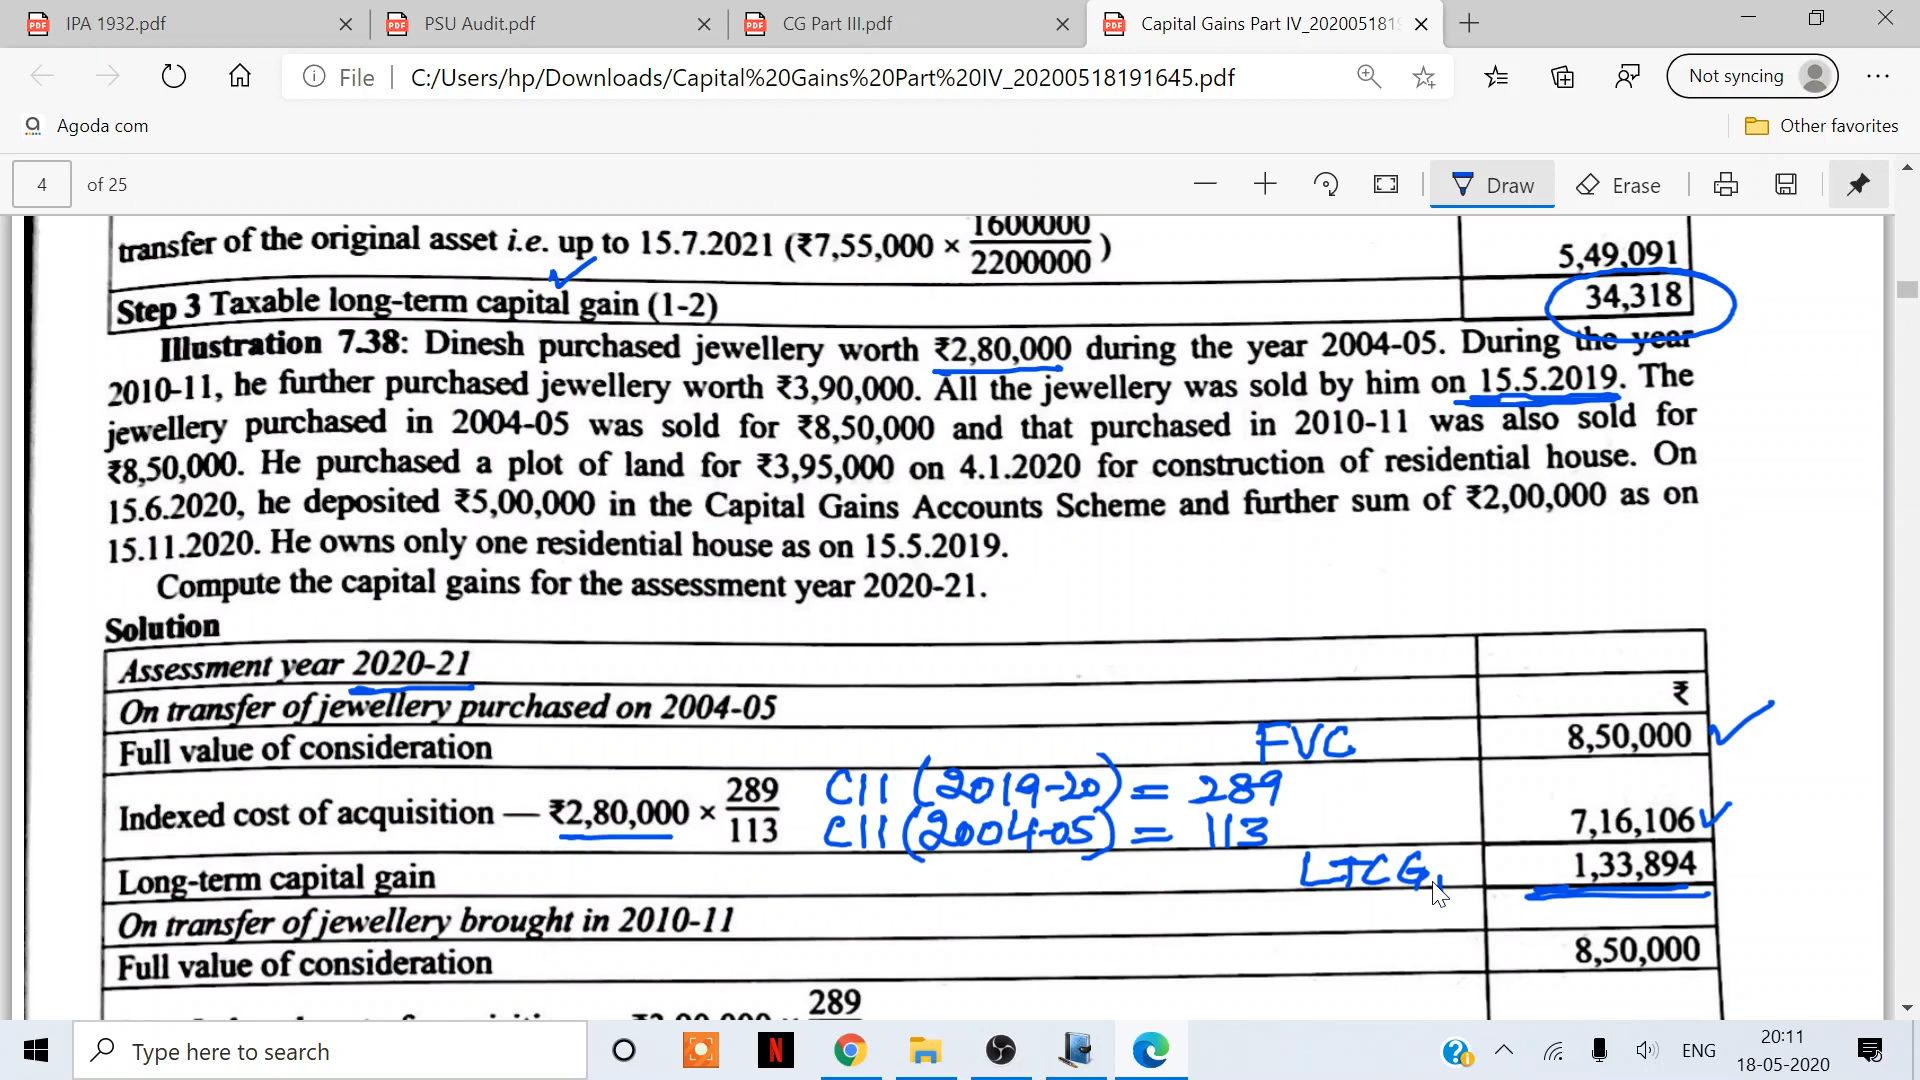 IPA 1932.pdf
PSU Audit.pdf
CG Part III.pdf
Capital Gains Part IV_2020051819
File
C:/Users/hp/Downloads/Capital%20Gains%20Part%20IV_20200518191645.pdf
Not syncing
Agoda com
Other favorites
4 of 25
Draw
Erase
transfer of the original asset i.e. up to 15.7.2021 (₹7,55,000 × 1600000 / 2200000) 5,49,091
Step 3 Taxable long-term capital gain (1-2) 34,318
Illustration 7.38: Dinesh purchased jewellery worth ₹2,80,000 during the year 2004-05. During the year
2010-11, he further purchased jewellery worth ₹3,90,000. All the jewellery was sold by him on 15.5.2019. The
jewellery purchased in 2004-05 was sold for ₹8,50,000 and that purchased in 2010-11 was also sold for
₹8,50,000. He purchased a plot of land for ₹3,95,000 on 4.1.2020 for construction of residential house. On
15.6.2020, he deposited ₹5,00,000 in the Capital Gains Accounts Scheme and further sum of ₹2,00,000 as on
15.11.2020. He owns only one residential house as on 15.5.2019.
Compute the capital gains for the assessment year 2020-21.
Solution
Assessment year 2020-21
On transfer of jewellery purchased on 2004-05 ₹
Full value of consideration FVC 8,50,000
CII (2019-20) = 289
Indexed cost of acquisition — ₹2,80,000 × 289 / 113 7,16,106
CII (2004-05) = 113
Long-term capital gain LTCG 1,33,894
On transfer of jewellery brought in 2010-11
Full value of consideration 8,50,000
289
Type here to search
ENG
20:11
18-05-2020